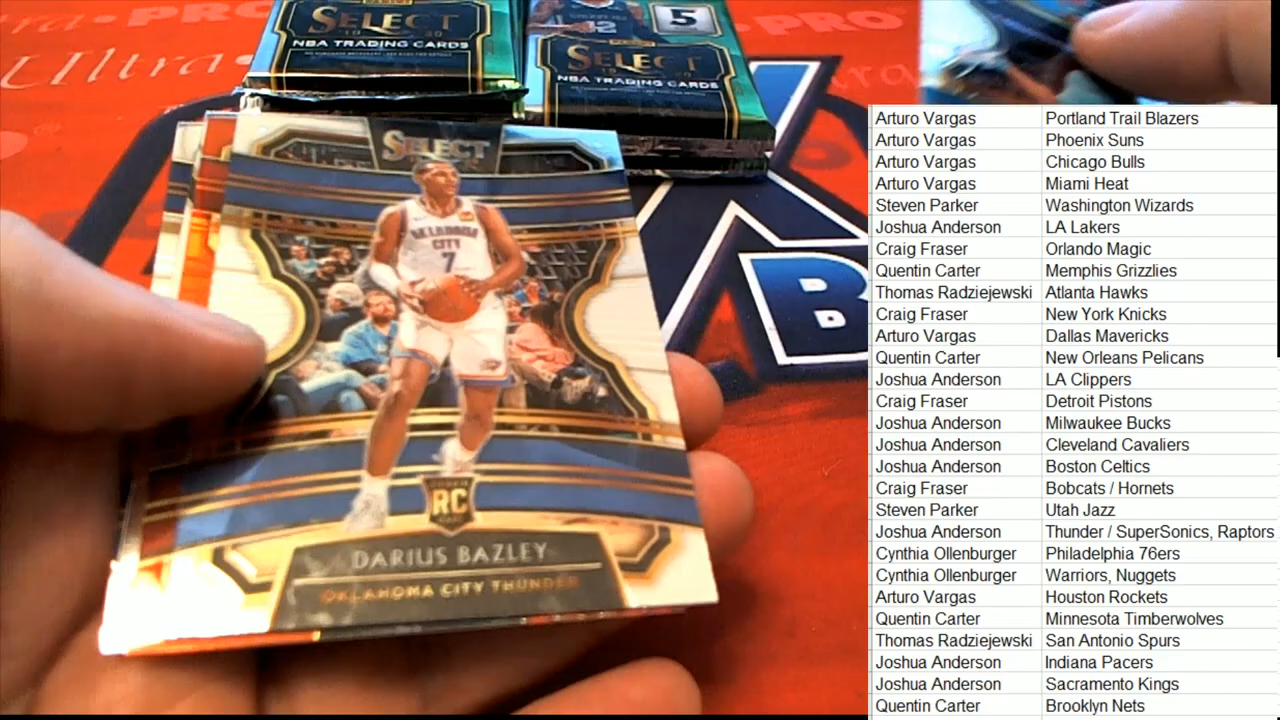 SELECT
NBA TRADING CARDS
5
SELECT
NBA TRADING CARDS
PRO
Ultra
PRO
SELECT
OKLAHOMA
CITY
7
B
RC
DARIUS BAZLEY
OKLAHOMA CITY THUNDER
Arturo Vargas Portland Trail Blazers
Arturo Vargas Phoenix Suns
Arturo Vargas Chicago Bulls
Arturo Vargas Miami Heat
Steven Parker Washington Wizards
Joshua Anderson LA Lakers
Craig Fraser Orlando Magic
Quentin Carter Memphis Grizzlies
Thomas Radziejewski Atlanta Hawks
Craig Fraser New York Knicks
Arturo Vargas Dallas Mavericks
Quentin Carter New Orleans Pelicans
Joshua Anderson LA Clippers
Craig Fraser Detroit Pistons
Joshua Anderson Milwaukee Bucks
Joshua Anderson Cleveland Cavaliers
Joshua Anderson Boston Celtics
Craig Fraser Bobcats / Hornets
Steven Parker Utah Jazz
Joshua Anderson Thunder / SuperSonics, Raptors
Cynthia Ollenburger Philadelphia 76ers
Cynthia Ollenburger Warriors, Nuggets
Arturo Vargas Houston Rockets
Quentin Carter Minnesota Timberwolves
Thomas Radziejewski San Antonio Spurs
Joshua Anderson Indiana Pacers
Joshua Anderson Sacramento Kings
Quentin Carter Brooklyn Nets